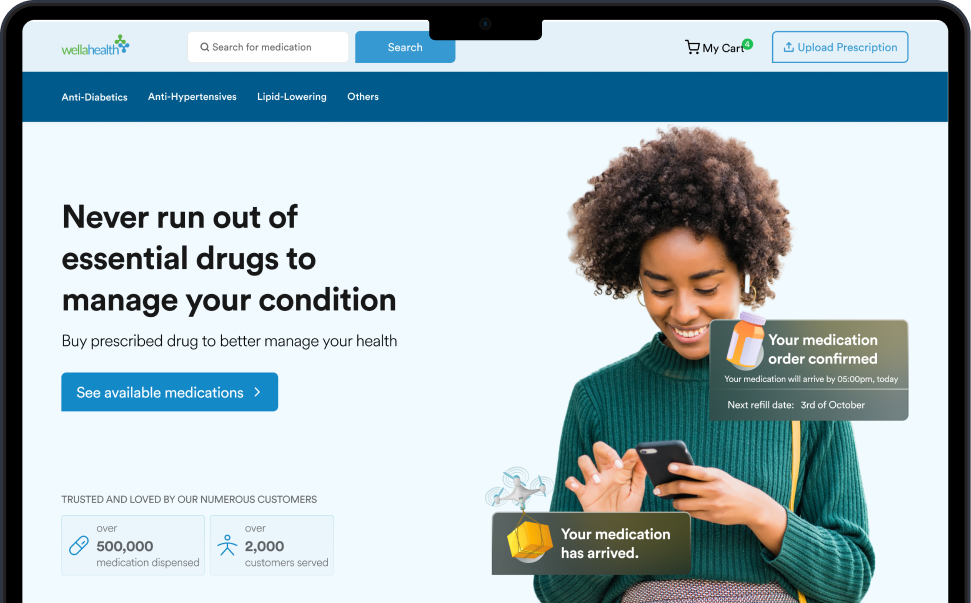 wellahealth
Search for medication
Search
My Cart
4
Upload Prescription
Anti-Diabetics
Anti-Hypertensives
Lipid-Lowering
Others
Never run out of
essential drugs to
manage your condition
Buy prescribed drug to better manage your health
See available medications
Your medication
order confirmed
Your medication will arrive by 05:00pm, today
Next refill date: 3rd of October
TRUSTED AND LOVED BY OUR NUMEROUS CUSTOMERS
over
500,000
medication dispensed
over
2,000
customers served
Your medication
has arrived.